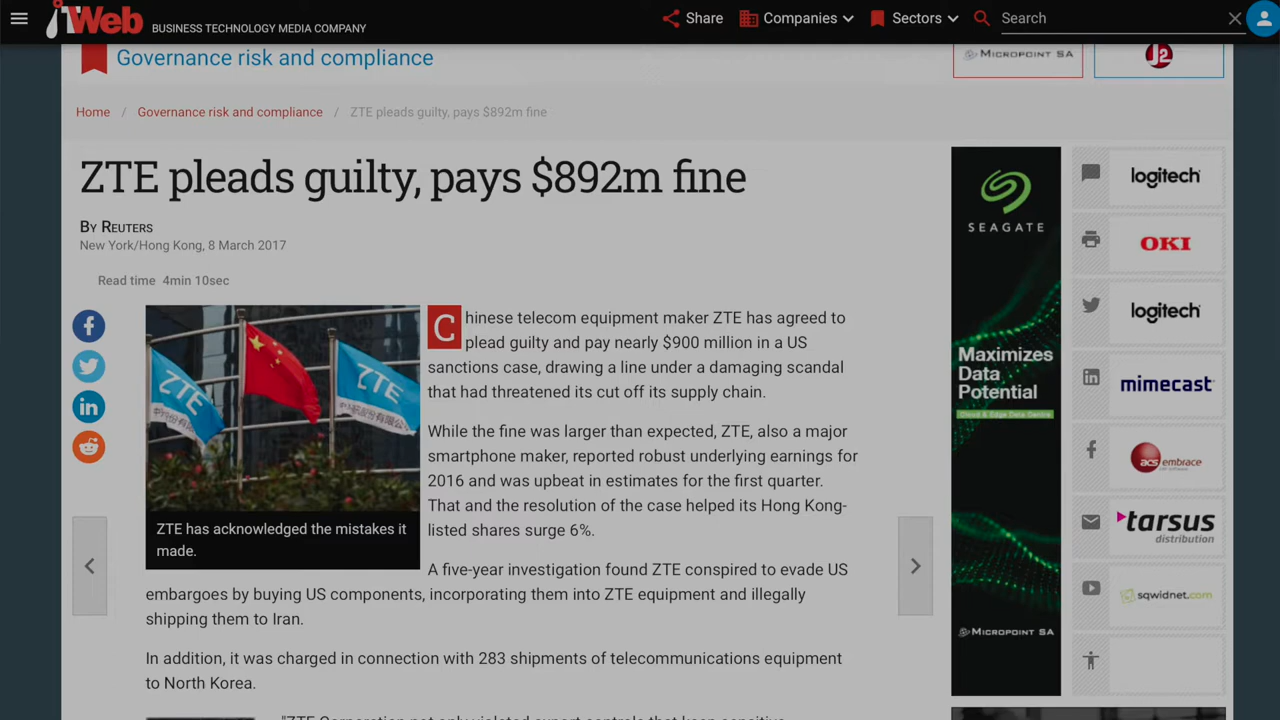 iTWeb BUSINESS TECHNOLOGY MEDIA COMPANY
Share
Companies
Sectors
Search
Governance risk and compliance
MICROPOINT SA
J2
Home / Governance risk and compliance / ZTE pleads guilty, pays $892m fine
ZTE pleads guilty, pays $892m fine
BY REUTERS
New York/Hong Kong, 8 March 2017
Read time 4min 10sec
ZTE
ZTE
ZTE has acknowledged the mistakes it
made.
Chinese telecom equipment maker ZTE has agreed to
plead guilty and pay nearly $900 million in a US
sanctions case, drawing a line under a damaging scandal
that had threatened its cut off its supply chain.
While the fine was larger than expected, ZTE, also a major
smartphone maker, reported robust underlying earnings for
2016 and was upbeat in estimates for the first quarter.
That and the resolution of the case helped its Hong Kong-
listed shares surge 6%.
A five-year investigation found ZTE conspired to evade US
embargoes by buying US components, incorporating them into ZTE equipment and illegally
shipping them to Iran.
In addition, it was charged in connection with 283 shipments of telecommunications equipment
to North Korea.
SEAGATE
Maximizes
Data
Potential
Cloud & Edge Data Centre
MICROPOINT SA
logitech
OKI
logitech
mimecast
acs embrace
tarsus
distribution
sqwidnet.com